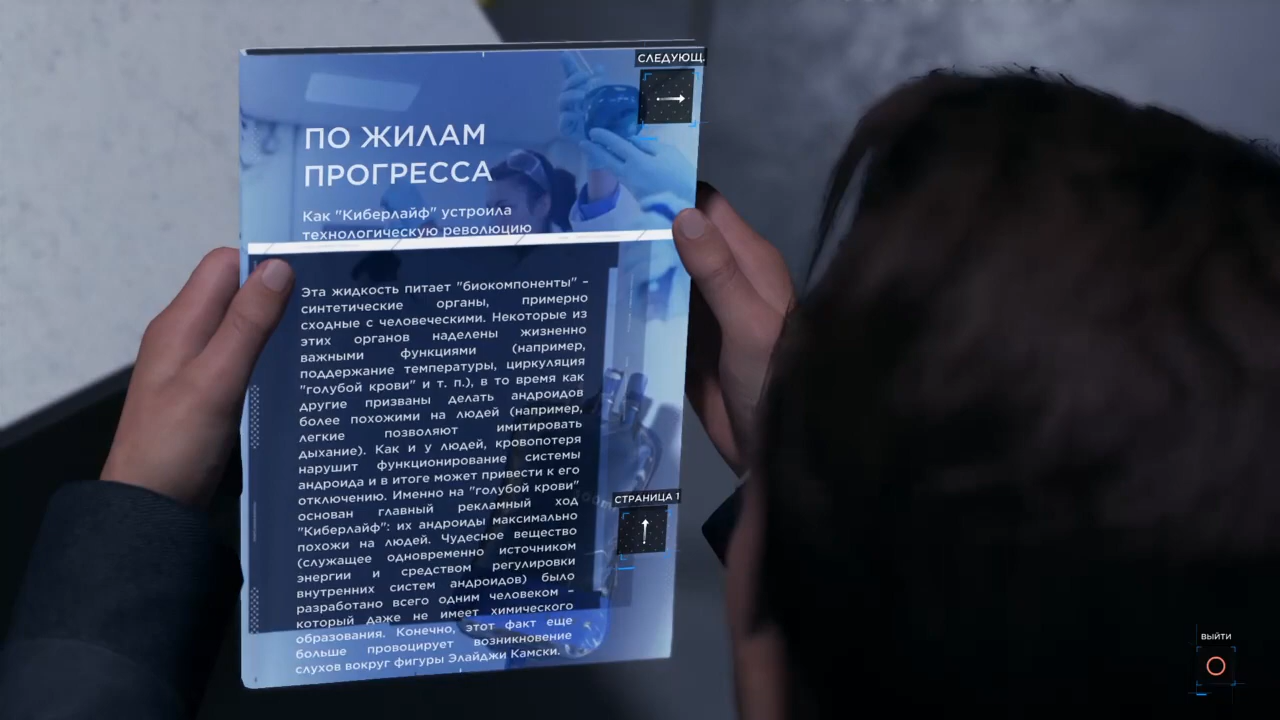 СЛЕДУЮЩ.
ПО ЖИЛАМ
ПРОГРЕССА
Как "Киберлайф" устроила
технологическую революцию
Эта жидкость питает "биокомпоненты" –
синтетические органы, примерно
сходные с человеческими. Некоторые из
этих органов наделены жизненно
важными функциями (например,
поддержание температуры, циркуляция
"голубой крови" и т. п.), в то время как
другие призваны делать андроидов
более похожими на людей (например,
легкие позволяют имитировать
дыхание). Как и у людей, кровопотеря
нарушит функционирование системы
андроида и в итоге может привести к его
отключению. Именно на "голубой крови"
основан главный рекламный ход
"Киберлайф": их андроиды максимально
похожи на людей. Чудесное вещество
(служащее одновременно источником
энергии и средством регулировки
внутренних систем андроидов) было
разработано всего одним человеком –
который даже не имеет химического
образования. Конечно, этот факт еще
больше провоцирует возникновение
слухов вокруг фигуры Элайджи Камски.
СТРАНИЦА 1
ВЫЙТИ